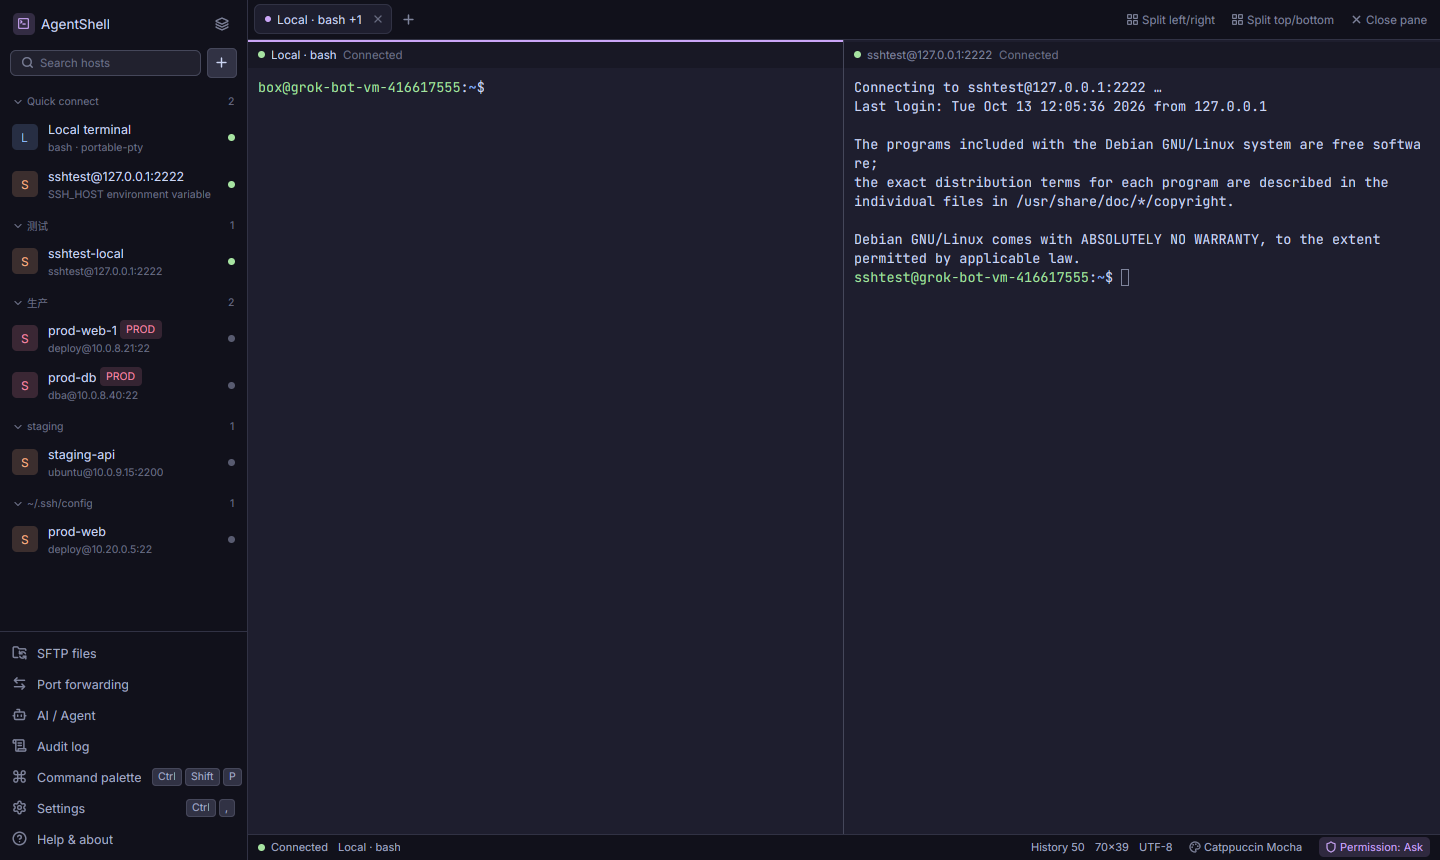 AgentShell
Search hosts
Quick connect 2
L
Local terminal
bash · portable-pty
S
sshtest@127.0.0.1:2222
SSH_HOST environment variable
测试 1
S
sshtest-local
sshtest@127.0.0.1:2222
生产 2
S
prod-web-1 PROD
deploy@10.0.8.21:22
S
prod-db PROD
dba@10.0.8.40:22
staging 1
S
staging-api
ubuntu@10.0.9.15:2200
~/.ssh/config 1
S
prod-web
deploy@10.20.0.5:22
SFTP files
Port forwarding
AI / Agent
Audit log
Command palette Ctrl Shift P
Settings Ctrl ,
Help & about
Local · bash +1
Split left/right Split top/bottom Close pane
Local · bash Connected
box@grok-bot-vm-416617555:~$
sshtest@127.0.0.1:2222 Connected
Connecting to sshtest@127.0.0.1:2222 …
Last login: Tue Oct 13 12:05:36 2026 from 127.0.0.1
The programs included with the Debian GNU/Linux system are free softwa
re;
the exact distribution terms for each program are described in the
individual files in /usr/share/doc/*/copyright.
Debian GNU/Linux comes with ABSOLUTELY NO WARRANTY, to the extent
permitted by applicable law.
sshtest@grok-bot-vm-416617555:~$
Connected Local · bash
History 50 70×39 UTF-8 Catppuccin Mocha Permission: Ask